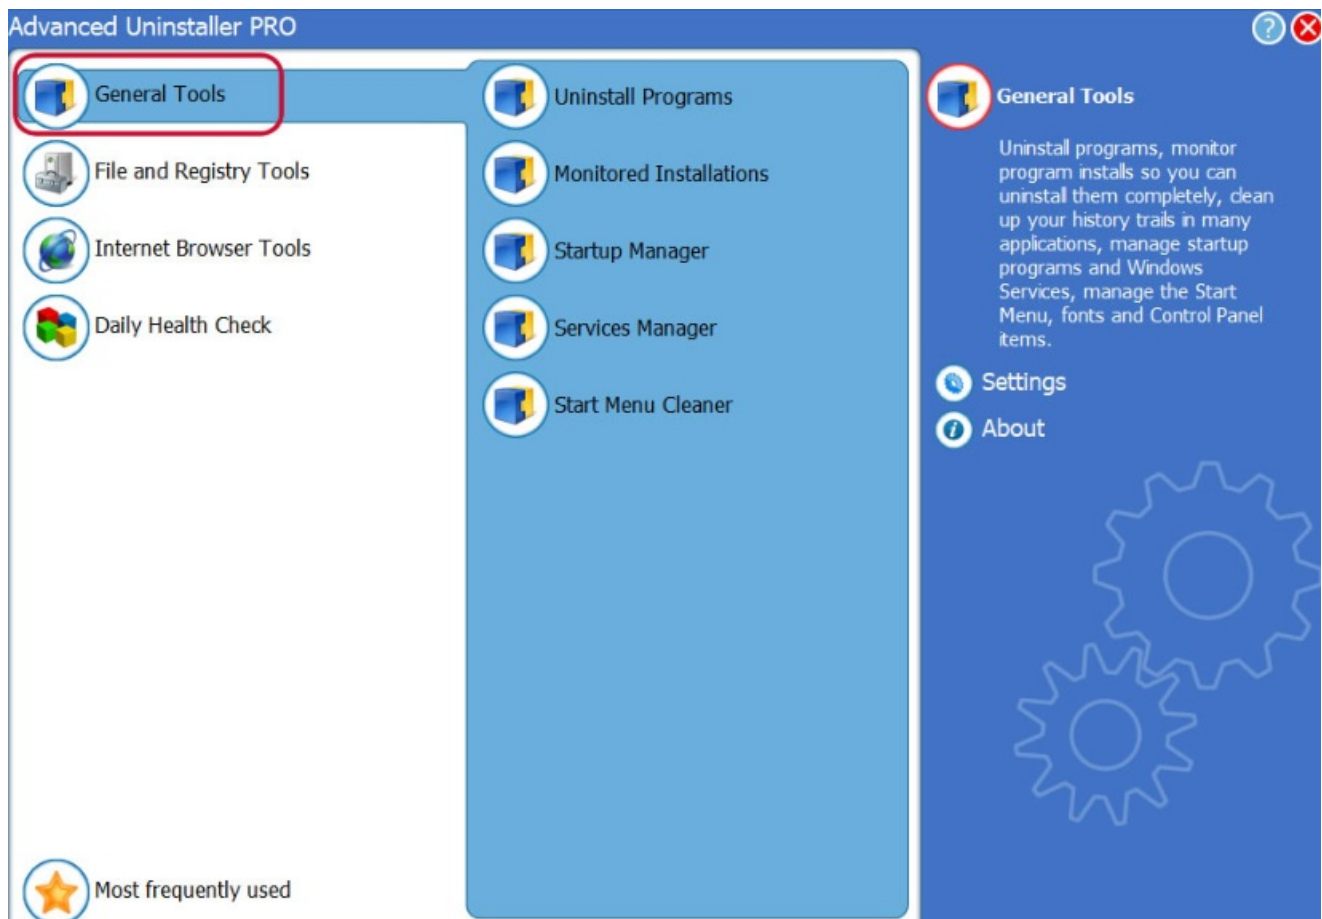 Advanced Uninstaller PRO
General Tools
File and Registry Tools
Internet Browser Tools
Daily Health Check
Most frequently used
Uninstall Programs
Monitored Installations
Startup Manager
Services Manager
Start Menu Cleaner
General Tools
Uninstall programs, monitor
program installs so you can
uninstall them completely, clean
up your history trails in many
applications, manage startup
programs and Windows
Services, manage the Start
Menu, fonts and Control Panel
items.
Settings
About